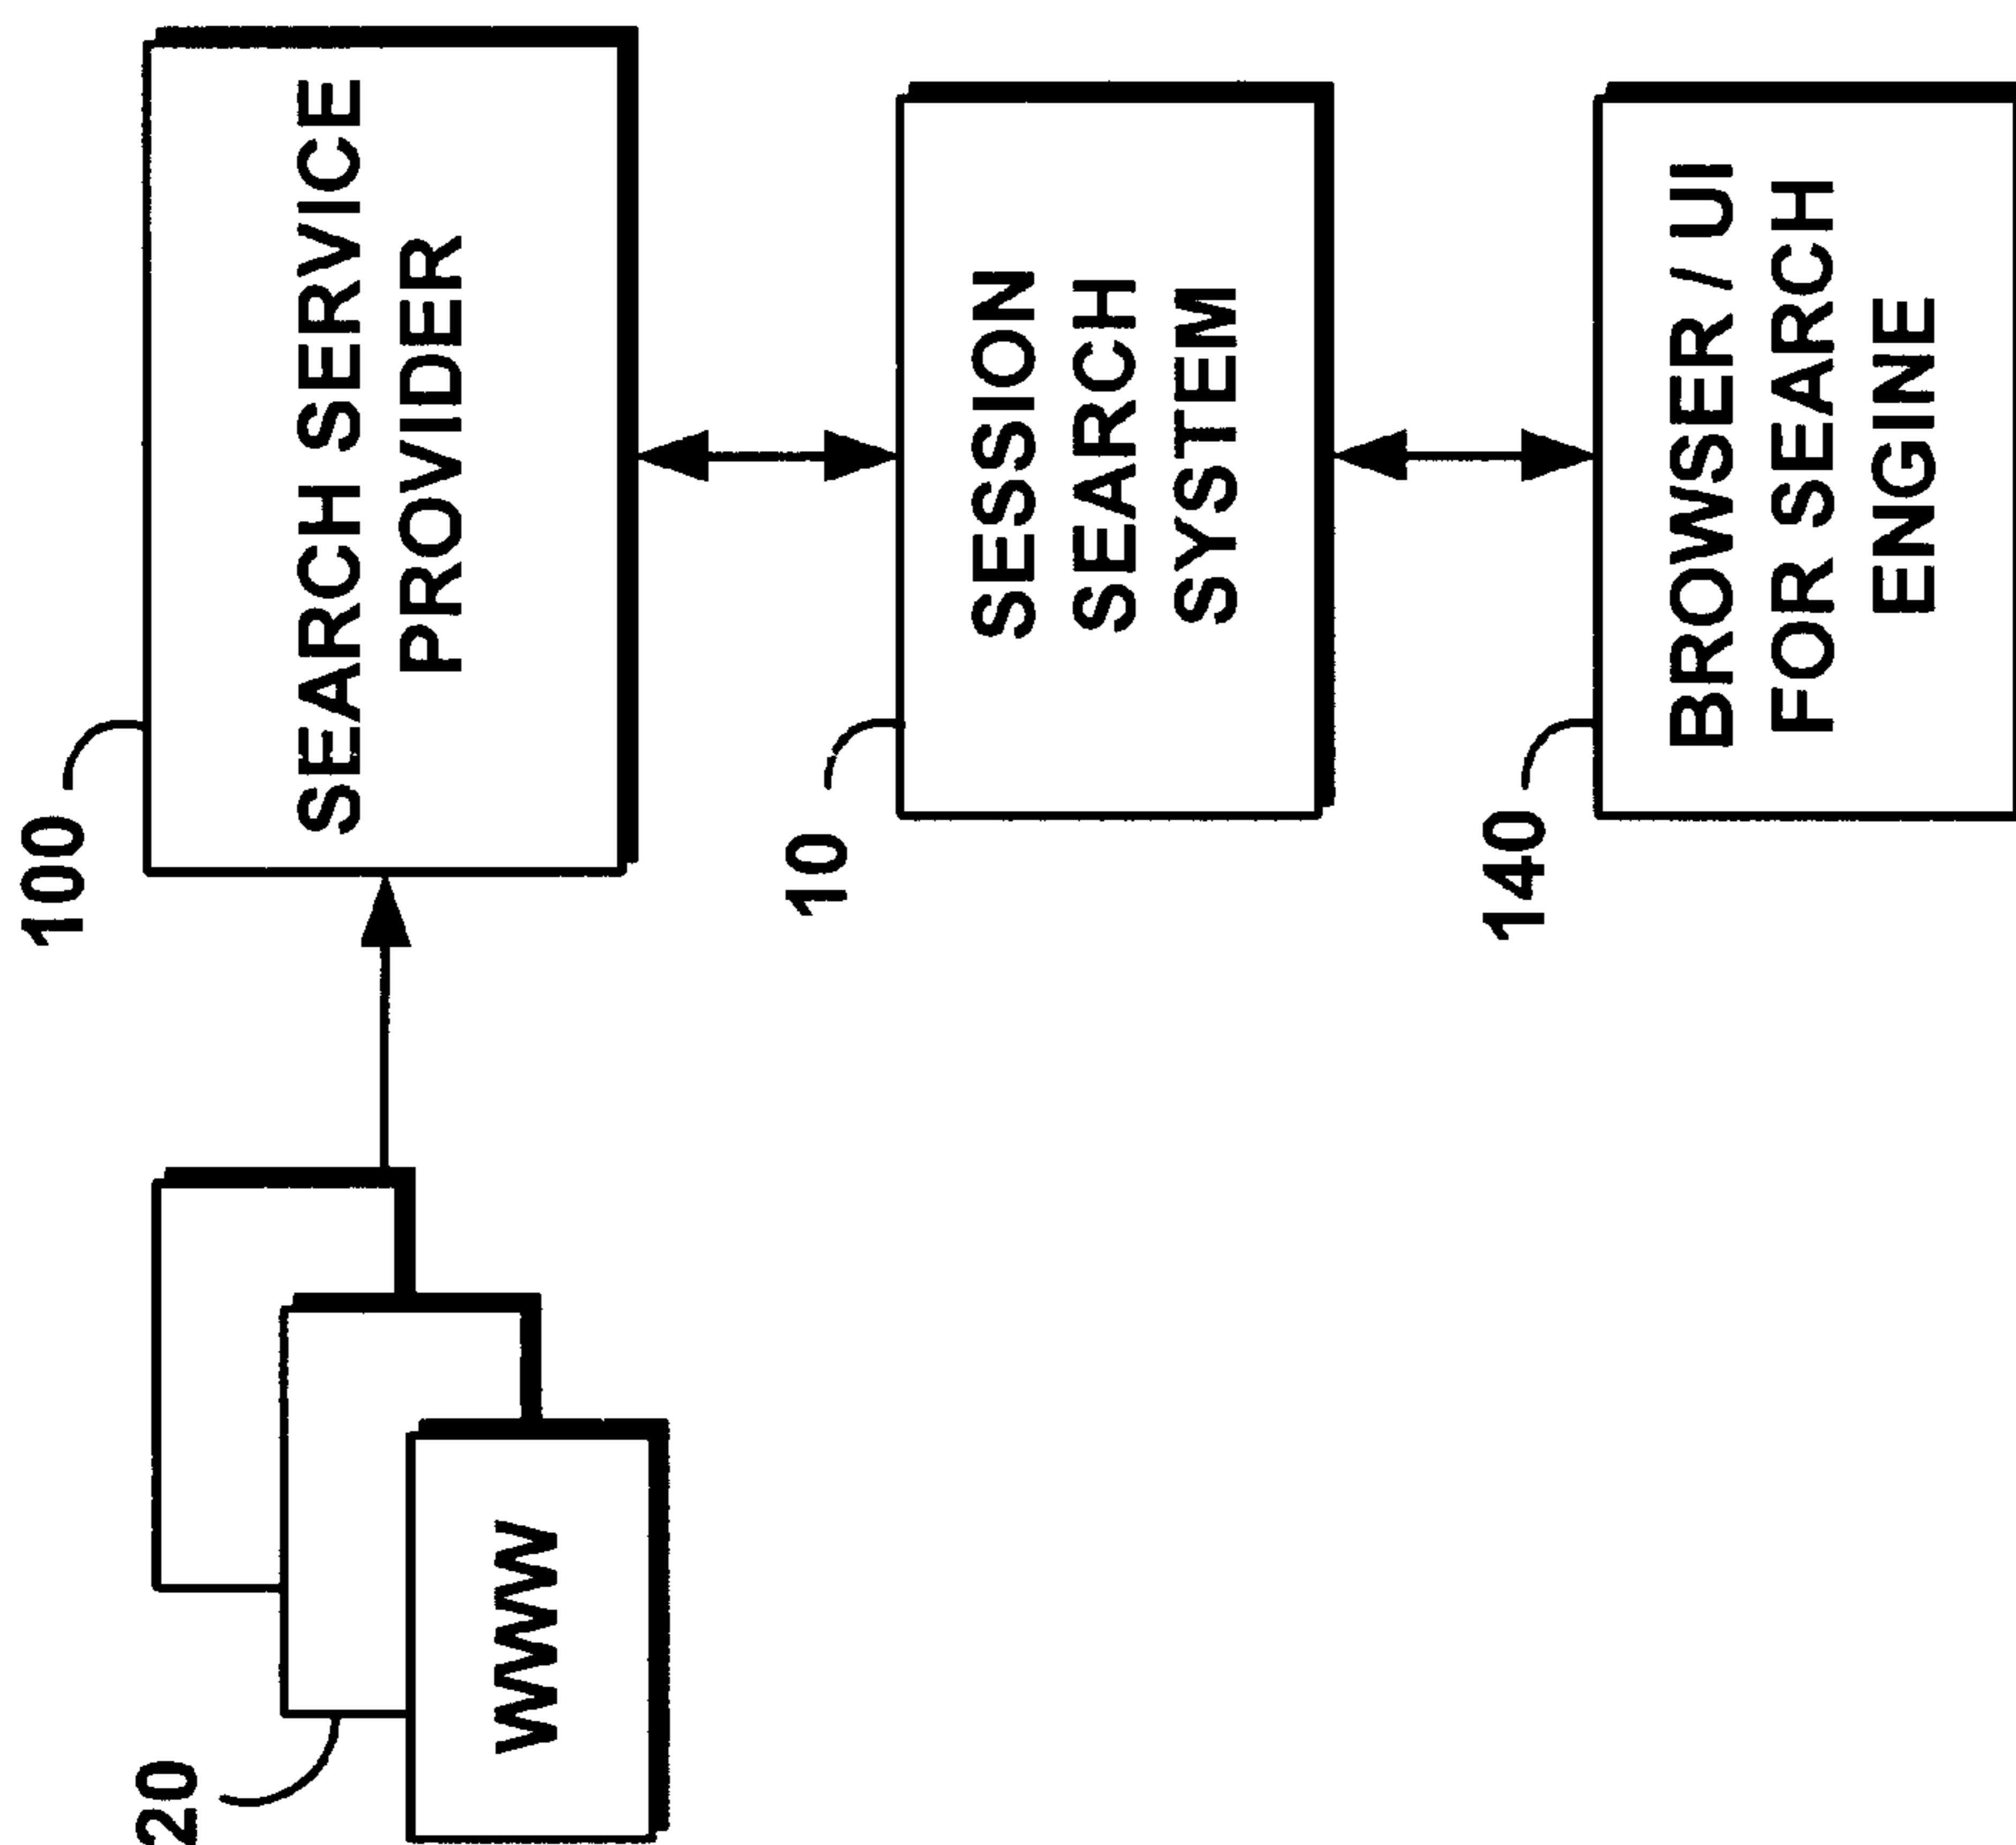 100
20
SEARCH SERVICE
PROVIDER
WWW
10
SESSION
SEARCH
SYSTEM
140
BROWSER / UI
FOR SEARCH
ENGINE